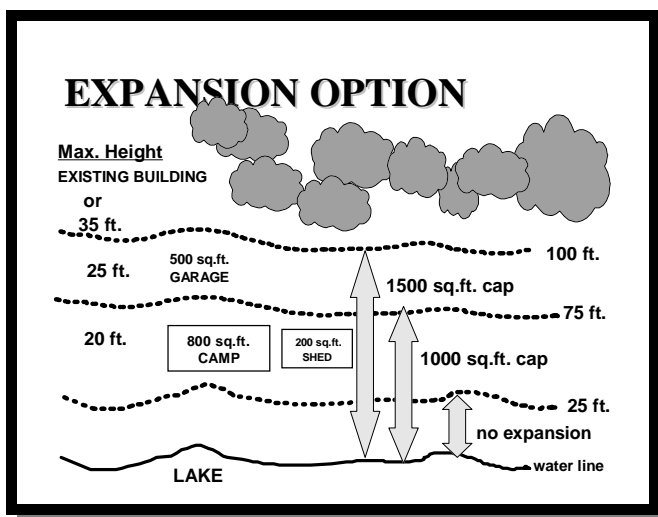 EXPANSION OPTION
Max. Height
EXISTING BUILDING
or
35 ft.
100 ft.
25 ft.
500 sq.ft.
GARAGE
1500 sq.ft. cap
75 ft.
20 ft.
800 sq.ft.
CAMP
200 sq.ft.
SHED
1000 sq.ft. cap
25 ft.
no expansion
water line
LAKE